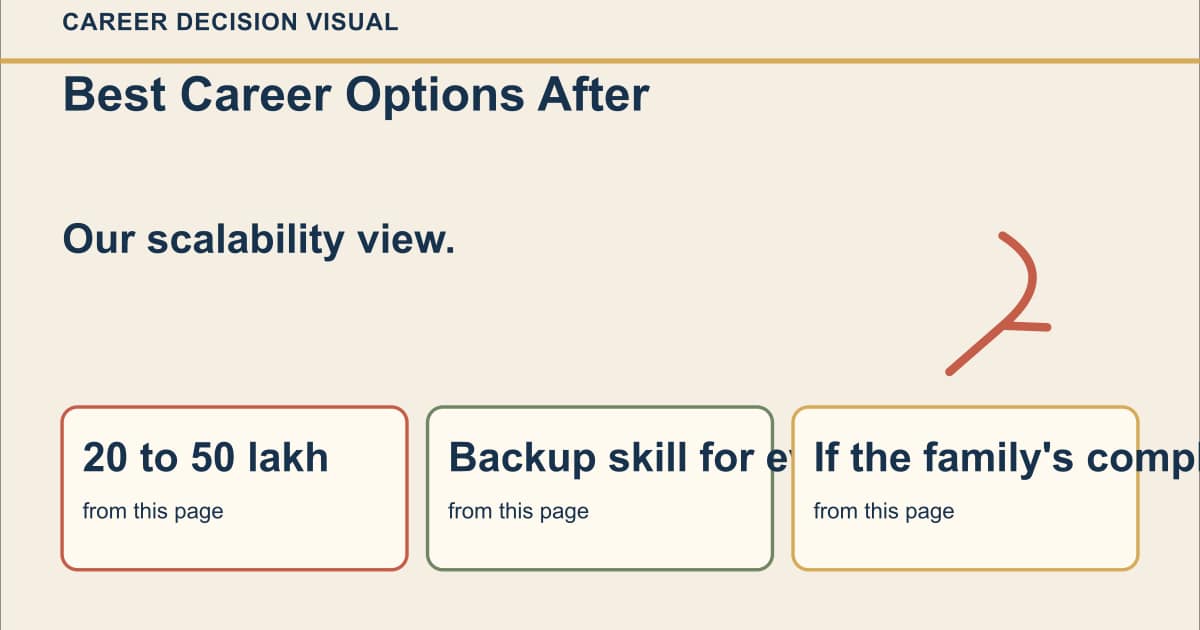 CAREER DECISION VISUAL
Best Career Options After
Our scalability view.
20 to 50 lakh
from this page
Backup skill for
from this page
If the family's
from this page